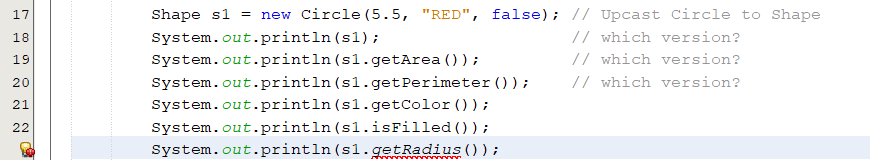 17 Shape s1 = new Circle(5.5, "RED", false); // Upcast Circle to Shape
18 System.out.println(s1); // which version?
19 System.out.println(s1.getArea()); // which version?
20 System.out.println(s1.getPerimeter()); // which version?
21 System.out.println(s1.getColor());
22 System.out.println(s1.isFilled());
System.out.println(s1.getRadius());